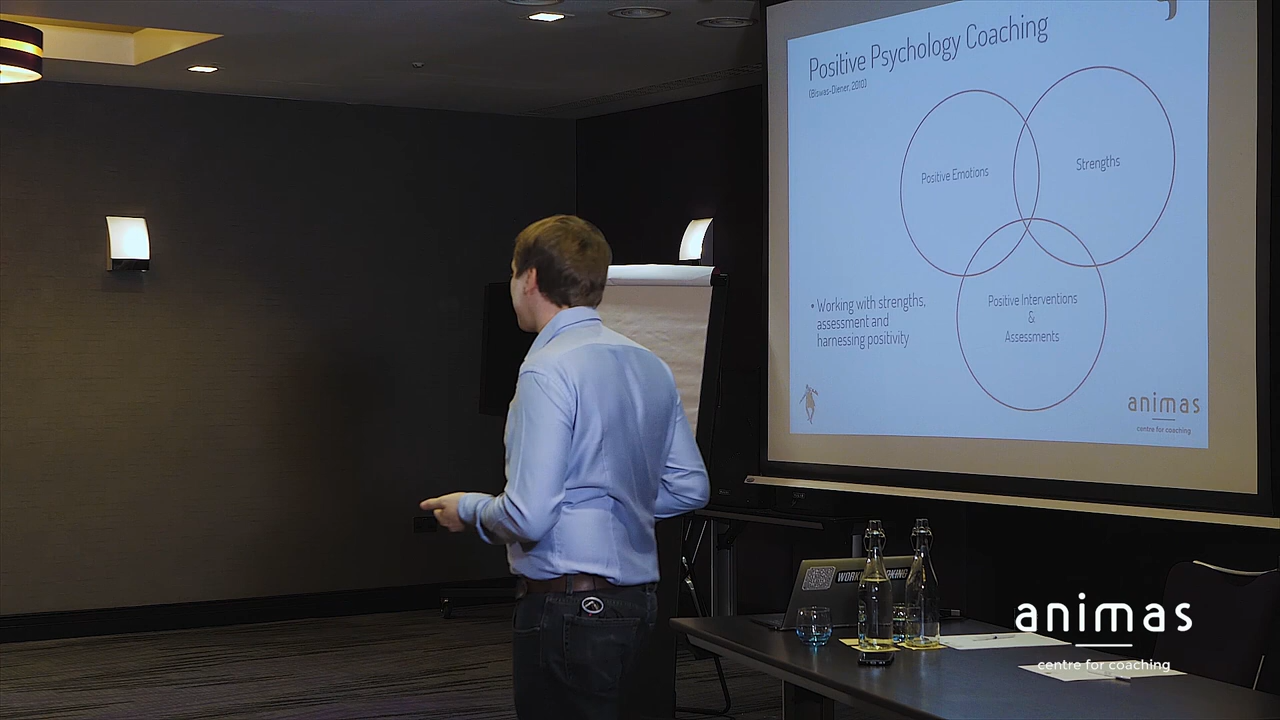 Positive Psychology Coaching
(Biswas-Diener, 2010)
Positive Emotions
Strengths
Positive Interventions
&
Assessments
• Working with strengths,
assessment and
harnessing positivity
animas
centre for coaching
animas
centre for coaching